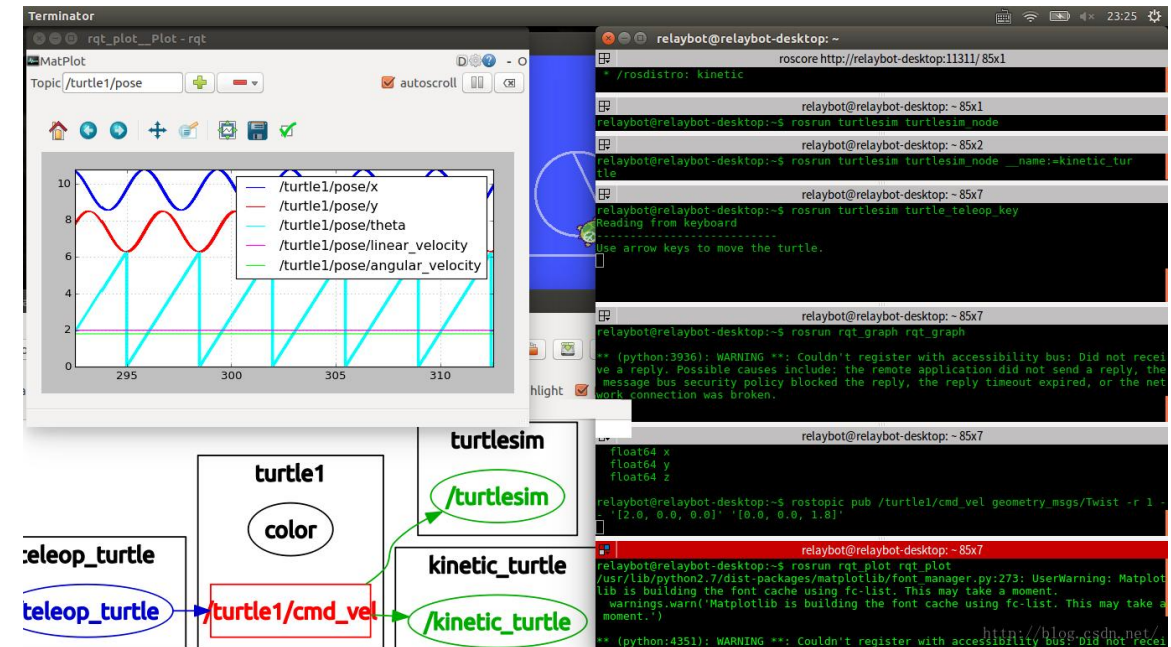 Terminator
23:25
rqt_plot__Plot - rqt
MatPlot
D
- O
Topic /turtle1/pose
autoscroll
10
8
6
4
2
0
295
300
305
310
/turtle1/pose/x
/turtle1/pose/y
/turtle1/pose/theta
/turtle1/pose/linear_velocity
/turtle1/pose/angular_velocity
hlight
turtlesim
/turtlesim
turtle1
color
teleop_turtle
/turtle1/cmd_vel
kinetic_turtle
/kinetic_turtle
teleop_turtle
relaybot@relaybot-desktop: ~
roscore http://relaybot-desktop:11311/ 85x1
* /rosdistro: kinetic
relaybot@relaybot-desktop: ~ 85x1
relaybot@relaybot-desktop:~$ rosrun turtlesim turtlesim_node
relaybot@relaybot-desktop: ~ 85x2
relaybot@relaybot-desktop:~$ rosrun turtlesim turtlesim_node __name:=kinetic_tur
tle
relaybot@relaybot-desktop: ~ 85x7
relaybot@relaybot-desktop:~$ rosrun turtlesim turtle_teleop_key
Reading from keyboard
---------------------------
Use arrow keys to move the turtle.
relaybot@relaybot-desktop: ~ 85x7
relaybot@relaybot-desktop:~$ rosrun rqt_graph rqt_graph
** (python:3936): WARNING **: Couldn't register with accessibility bus: Did not recei
ve a reply. Possible causes include: the remote application did not send a reply, the
message bus security policy blocked the reply, the reply timeout expired, or the net
work connection was broken.
relaybot@relaybot-desktop: ~ 85x7
float64 x
float64 y
float64 z
relaybot@relaybot-desktop:~$ rostopic pub /turtle1/cmd_vel geometry_msgs/Twist -r 1 -
- '[2.0, 0.0, 0.0]' '[0.0, 0.0, 1.8]'
relaybot@relaybot-desktop: ~ 85x7
relaybot@relaybot-desktop:~$ rosrun rqt_plot rqt_plot
/usr/lib/python2.7/dist-packages/matplotlib/font_manager.py:273: UserWarning: Matplot
lib is building the font cache using fc-list. This may take a moment.
warnings.warn('Matplotlib is building the font cache using fc-list. This may take a
moment.')
** (python:4351): WARNING **: Couldn't register with accessibility bus: Did not recei
http://blog.csdn.net/